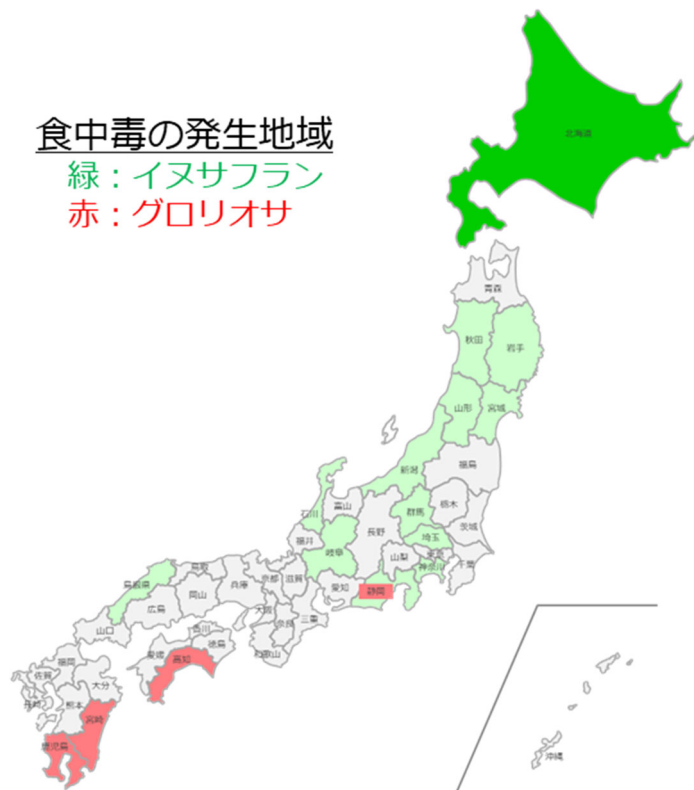 食中毒の発生地域
緑：イヌサフラン
赤：グロリオサ
北海道
青森
秋田
岩手
山形
宮城
新潟
福島
石川
富山
群馬
栃木
茨城
福井
岐阜
長野
埼玉
山梨
東京
神奈川
千葉
愛知
静岡
島根県
鳥取
兵庫
京都
滋賀
広島
岡山
大阪
奈良
三重
和歌山
山口
香川
徳島
愛媛
高知
福岡
佐賀
大分
長崎
熊本
宮崎
鹿児島
沖縄